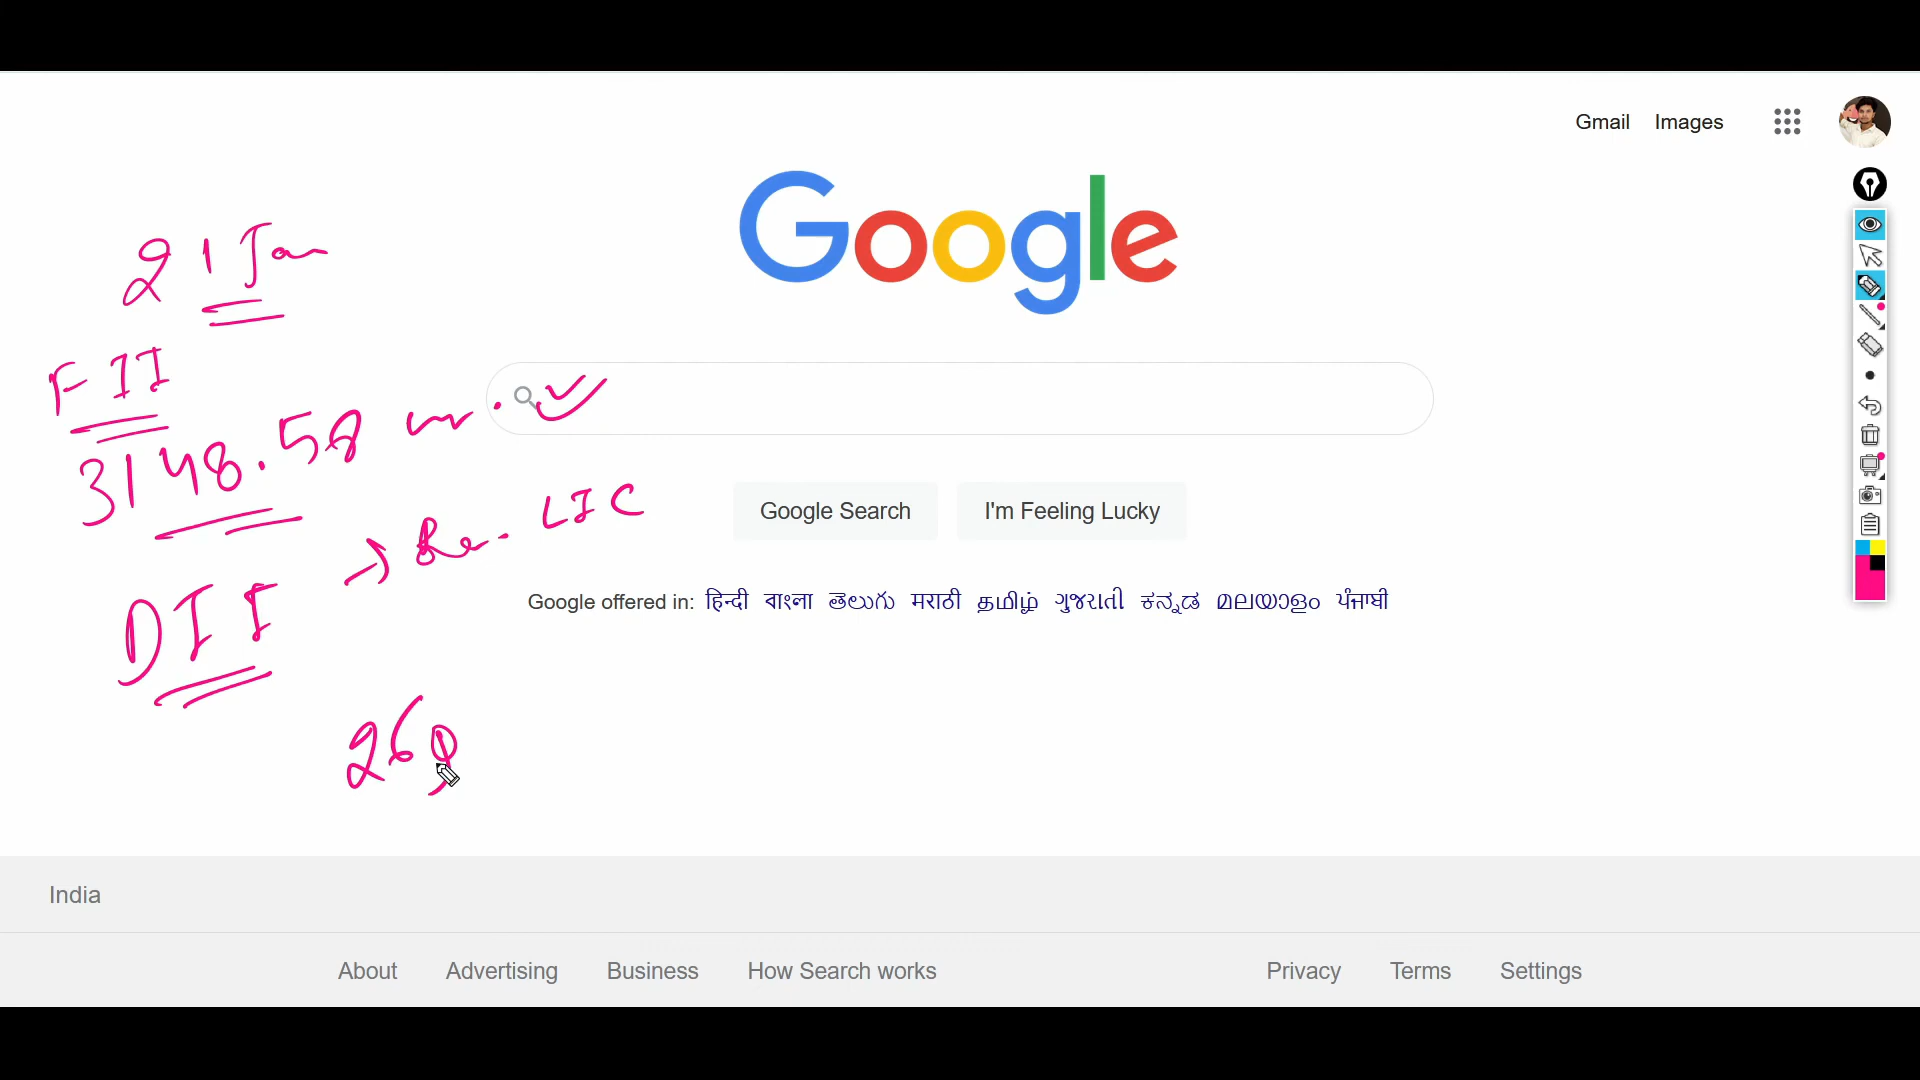 Gmail Images
Google
21 Jan
FII
3148.58 cr.
→ Re. LIC
Google Search I'm Feeling Lucky
DII
Google offered in: हिन्दी বাংলা తెలుగు मराठी தமிழ் ગુજરાતી ಕನ್ನಡ മലയാളം ਪੰਜਾਬੀ
269
India
About Advertising Business How Search works Privacy Terms Settings